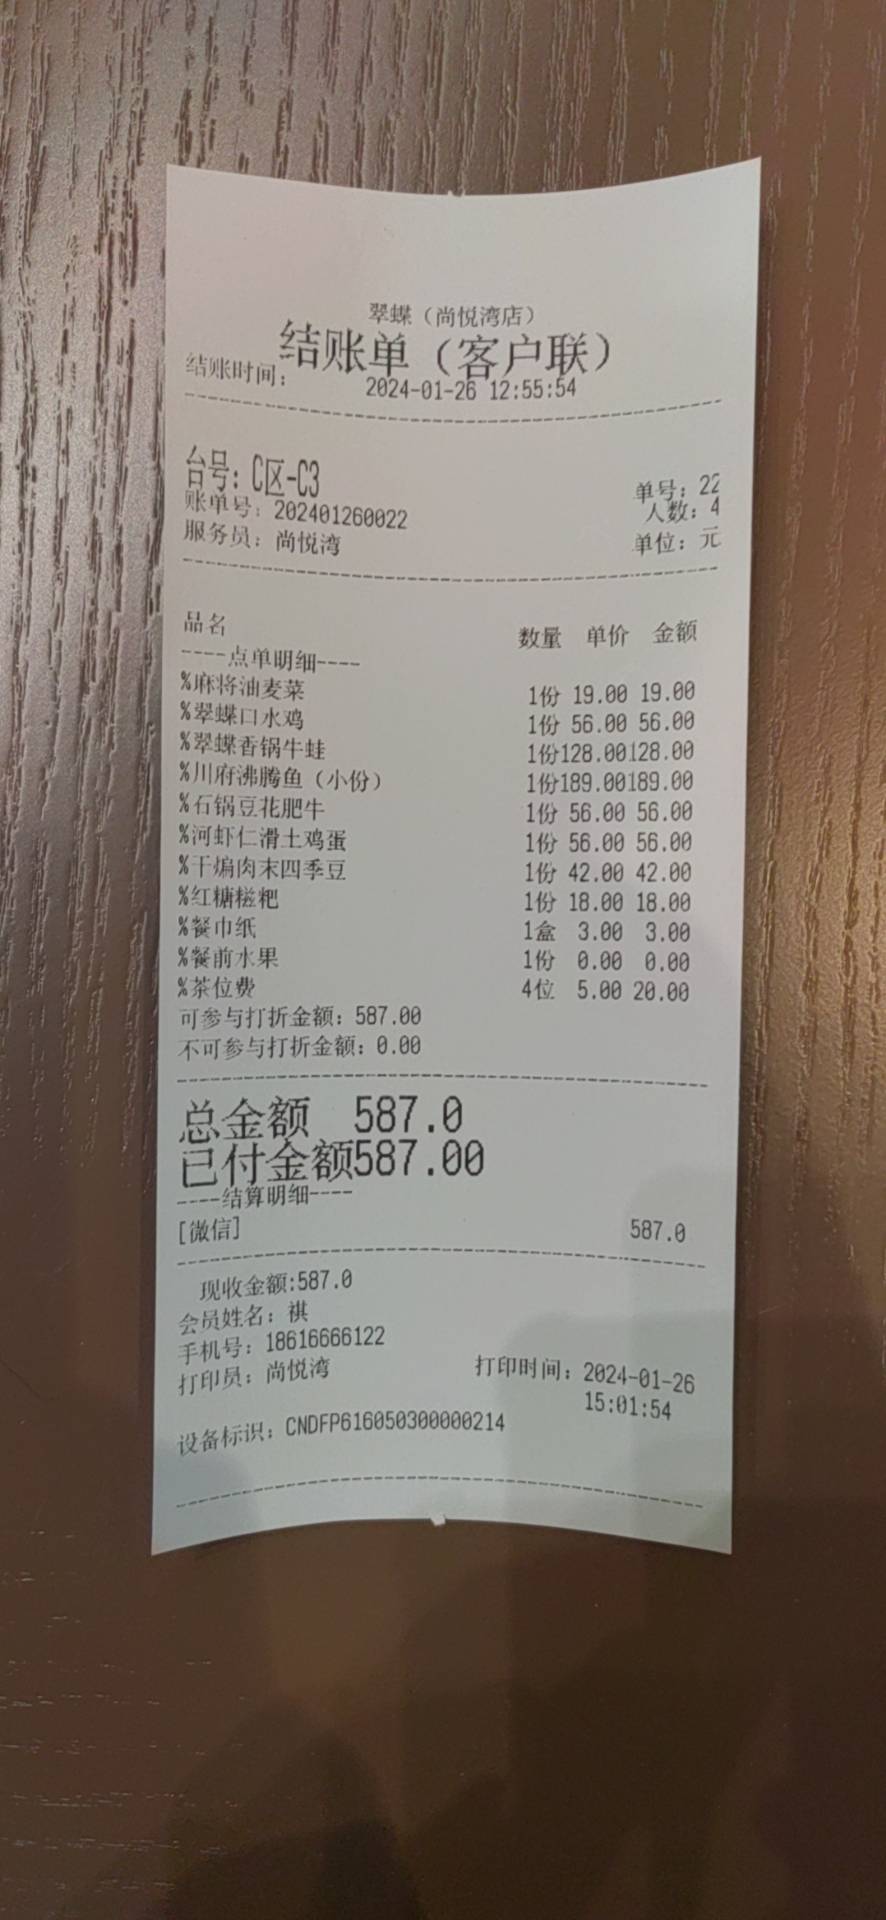 翠蝶（尚悦湾店）
结账单（客户联）
结账时间： 2024-01-26 12:55:54
台号: C区-C3
单号: 22
账单号: 202401260022
人数: 4
服务员: 尚悦湾
单位: 元
品名 数量 单价 金额
----点单明细----
%麻将油麦菜 1份 19.00 19.00
%翠蝶口水鸡 1份 56.00 56.00
%翠蝶香锅牛蛙 1份128.00128.00
%川府沸腾鱼（小份） 1份189.00189.00
%石锅豆花肥牛 1份 56.00 56.00
%河虾仁滑土鸡蛋 1份 56.00 56.00
%干煸肉末四季豆 1份 42.00 42.00
%红糖糍粑 1份 18.00 18.00
%餐巾纸 1盒 3.00 3.00
%餐前水果 1份 0.00 0.00
%茶位费 4位 5.00 20.00
可参与打折金额: 587.00
不可参与打折金额: 0.00
总金额 587.0
已付金额587.00
----结算明细----
[微信] 587.0
现收金额:587.0
会员姓名: 祺
手机号: 18616666122
打印员: 尚悦湾 打印时间: 2024-01-26
15:01:54
设备标识: CNDFP616050300000214